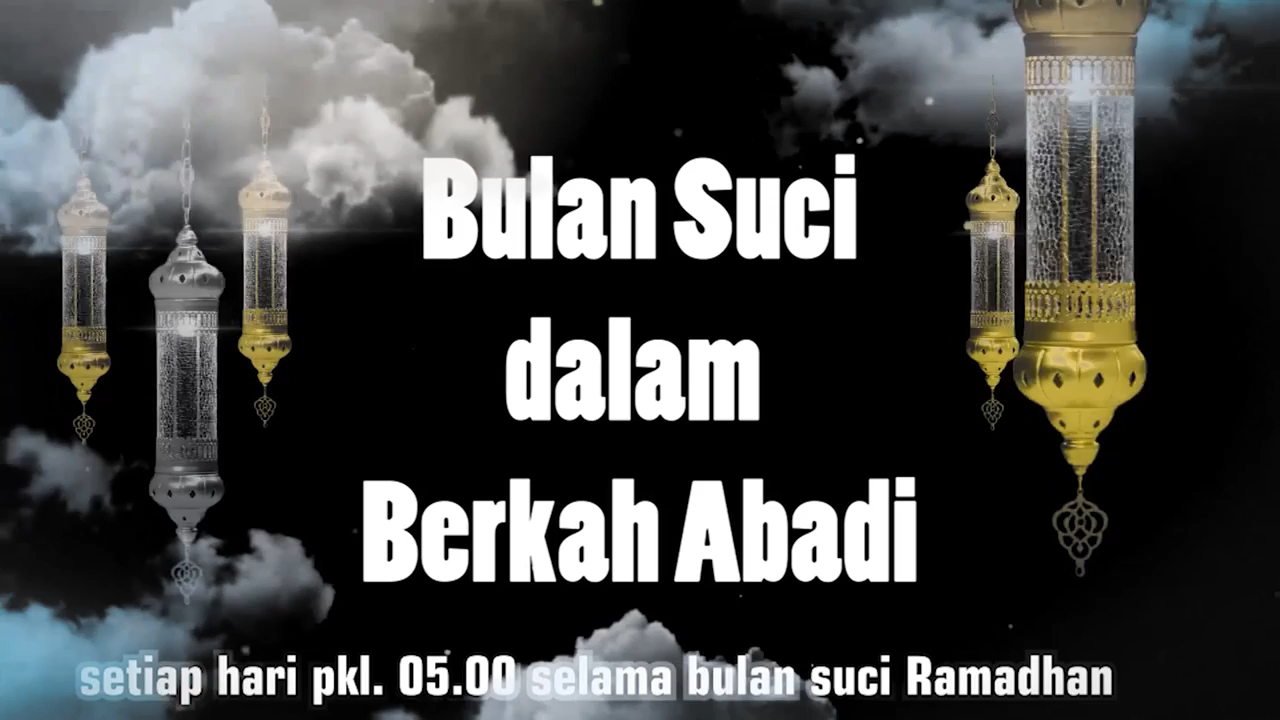 Bulan Suci
dalam
Berkah Abadi
setiap hari pkl. 05.00 selama bulan suci Ramadhan